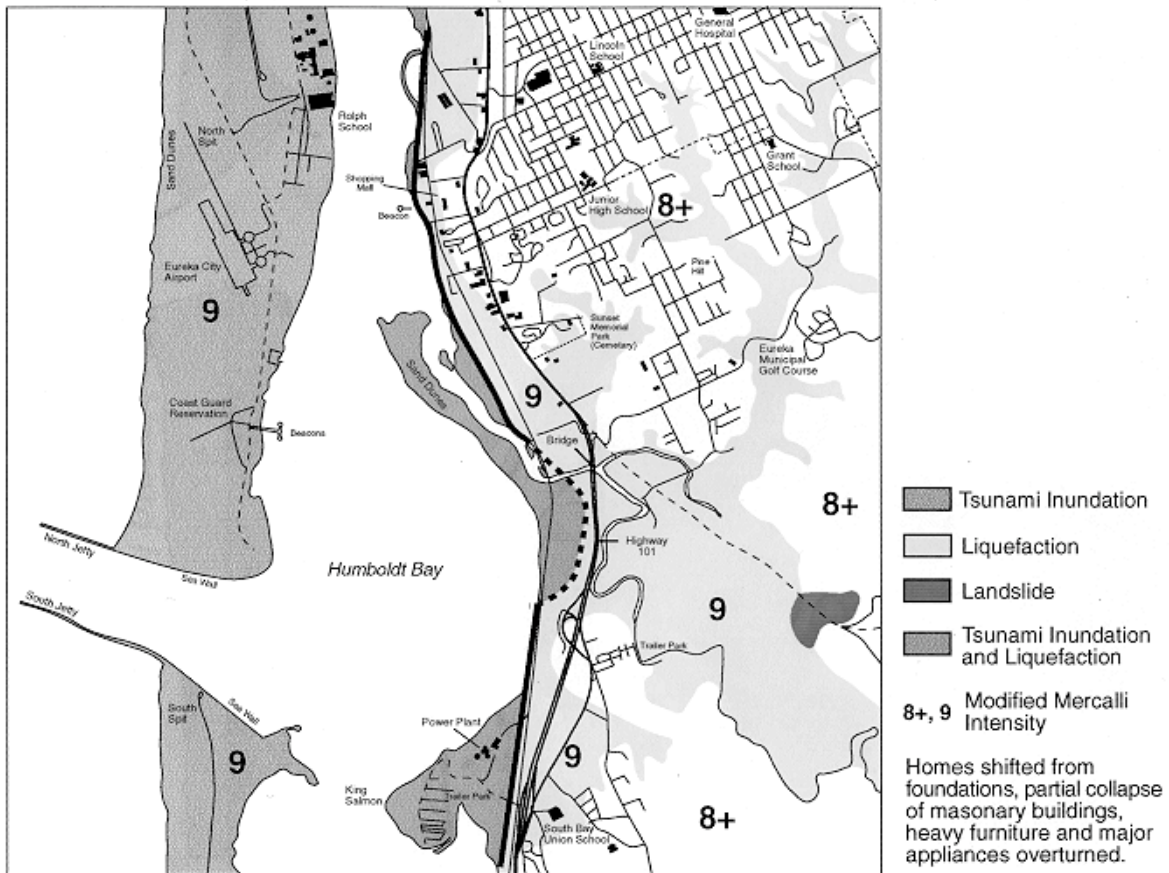 General
Hospital
Lincoln
School
Rolph
School
North
Spit
Sand Dunes
Grant
School
Shopping
Mall
Beacon
Junior
High School
8+
Pine
Hill
Eureka City
Airport
9
Sunset
Memorial
Park
(Cemetary)
Eureka
Municipal
Golf Course
Sand Dunes
9
Coast Guard
Reservation
Beacons
Bridge
8+
North Jetty
Highway
101
Sea Wall
Humboldt Bay
South Jetty
9
Trailer Park
South
Spit
Sea Wall
Power Plant
9
9
King
Salmon
Trailer Park
8+
South Bay
Union School
Tsunami Inundation
Liquefaction
Landslide
Tsunami Inundation
and Liquefaction
8+, 9 Modified Mercalli
Intensity
Homes shifted from
foundations, partial collapse
of masonary buildings,
heavy furniture and major
appliances overturned.